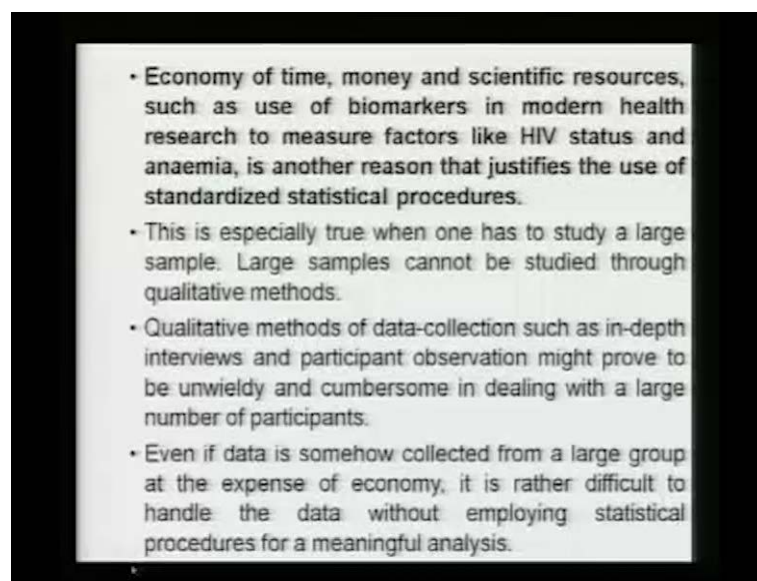 • Economy of time, money and scientific resources,
such as use of biomarkers in modern health
research to measure factors like HIV status and
anaemia, is another reason that justifies the use of
standardized statistical procedures.
• This is especially true when one has to study a large
sample. Large samples cannot be studied through
qualitative methods.
• Qualitative methods of data-collection such as in-depth
interviews and participant observation might prove to
be unwieldy and cumbersome in dealing with a large
number of participants.
• Even if data is somehow collected from a large group
at the expense of economy, it is rather difficult to
handle the data without employing statistical
procedures for a meaningful analysis.